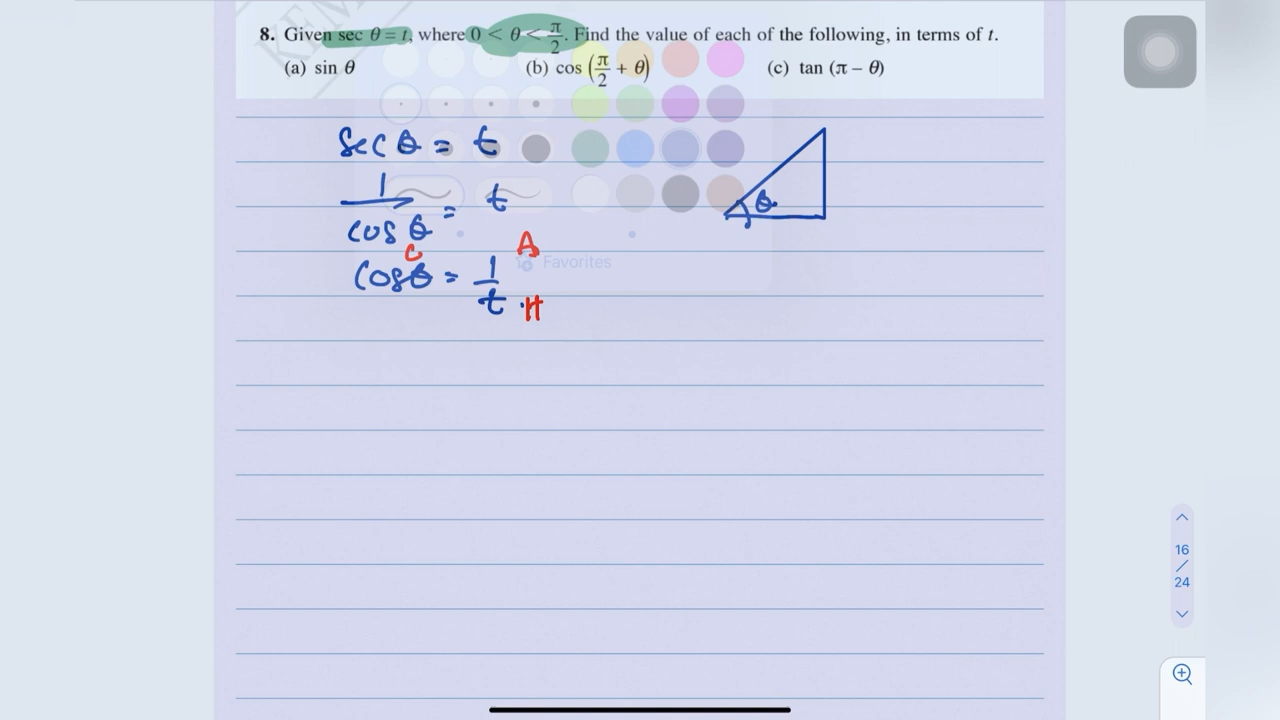 8. Given sec θ = t, where 0 < θ < π/2. Find the value of each of the following, in terms of t.
(a) sin θ (b) cos (π/2 + θ) (c) tan (π − θ)
sec θ = t
1/cos θ = t
θ
C A
cos θ = 1/t
H
Favorites
16
/
24